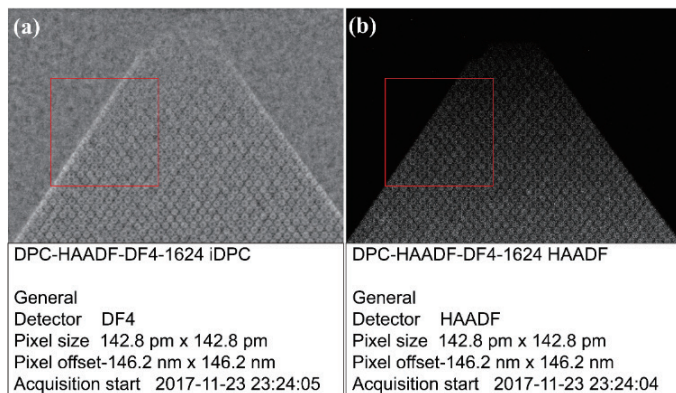 (a)
DPC-HAADF-DF4-1624 iDPC
General
Detector DF4
Pixel size 142.8 pm x 142.8 pm
Pixel offset-146.2 nm x 146.2 nm
Acquisition start 2017-11-23 23:24:05
(b)
DPC-HAADF-DF4-1624 HAADF
General
Detector HAADF
Pixel size 142.8 pm x 142.8 pm
Pixel offset-146.2 nm x 146.2 nm
Acquisition start 2017-11-23 23:24:04